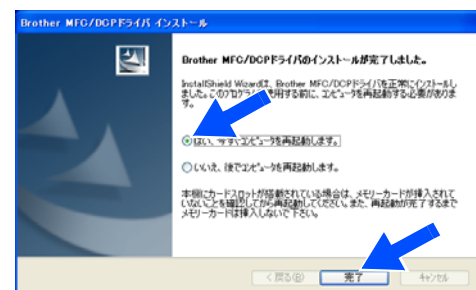 Brother MFC/DCPドライバ インストール
Brother MFC/DCPドライバのインストールが完了しました。
InstallShield Wizardは、Brother MFC/DCPドライバを正常にインストールし
ました。このプログラムを使用する前に、コンピュータを再起動する必要がありま
す。
はい、今すぐコンピュータを再起動します。
いいえ、後でコンピュータを再起動します。
本機にカードスロットが搭載されている場合は、メモリーカードが挿入されて
いないことを確認してから再起動してください。また、再起動が完了するまで
メモリーカードは挿入しないで下さい。
< 戻る(B)
完了
キャンセル